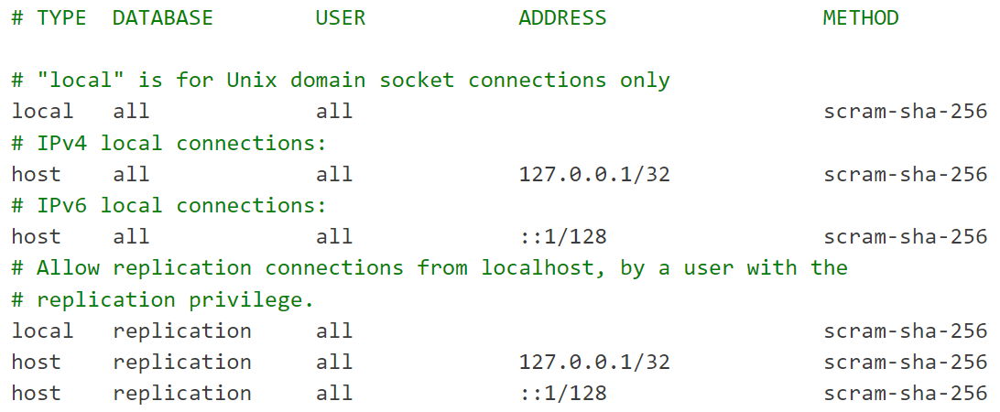 # TYPE  DATABASE        USER            ADDRESS                 METHOD

# "local" is for Unix domain socket connections only
local   all             all                                     scram-sha-256
# IPv4 local connections:
host    all             all             127.0.0.1/32            scram-sha-256
# IPv6 local connections:
host    all             all             ::1/128                 scram-sha-256
# Allow replication connections from localhost, by a user with the
# replication privilege.
local   replication     all                                     scram-sha-256
host    replication     all             127.0.0.1/32            scram-sha-256
host    replication     all             ::1/128                 scram-sha-256